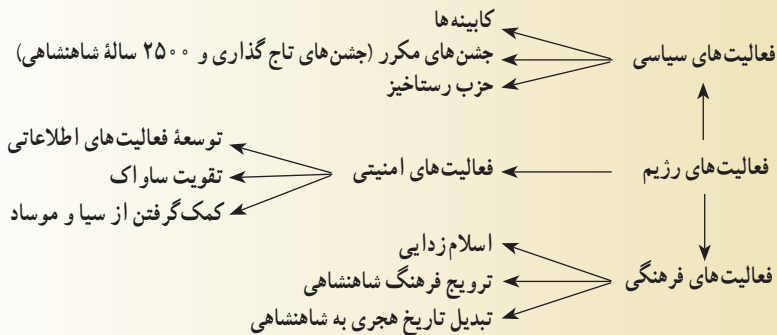 کابینه‌ها
فعالیت‌های سیاسی
جشن‌های مکرر (جشن‌های تاج گذاری و ۲۵۰۰ سالهٔ شاهنشاهی)
حزب رستاخیز
فعالیت‌های رژیم
فعالیت‌های امنیتی
توسعهٔ فعالیت‌های اطلاعاتی
تقویت ساواک
کمک‌گرفتن از سیا و موساد
فعالیت‌های فرهنگی
اسلام‌زدایی
ترویج فرهنگ شاهنشاهی
تبدیل تاریخ هجری به شاهنشاهی